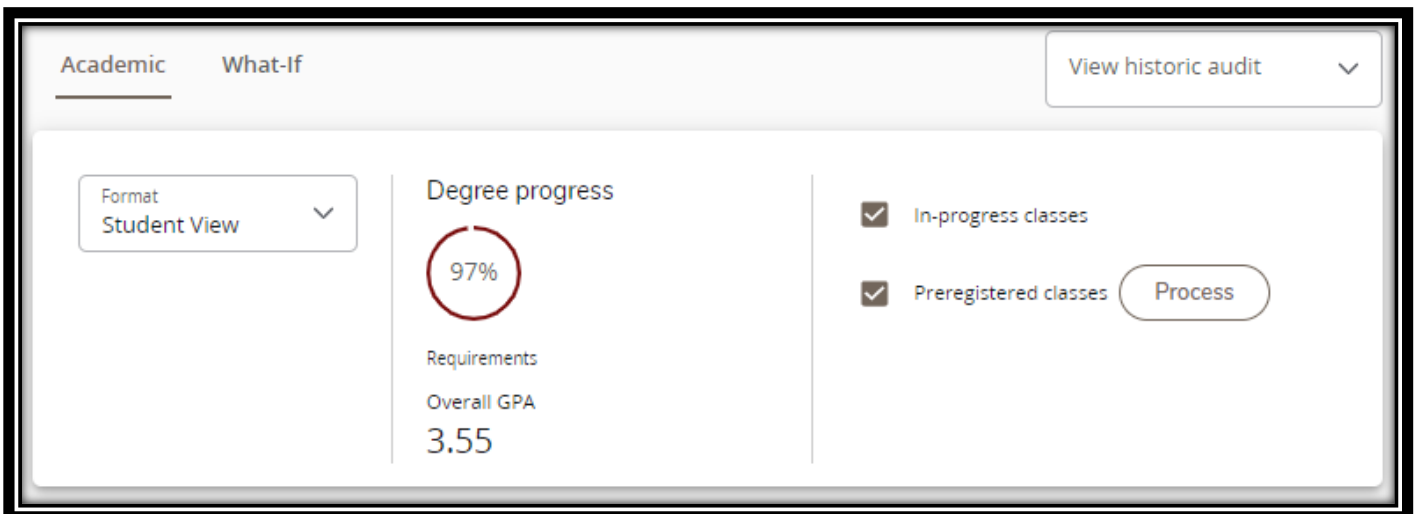 Academic What-If View historic audit
Format
Student View
Degree progress
97%
Requirements
Overall GPA
3.55
In-progress classes
Preregistered classes Process